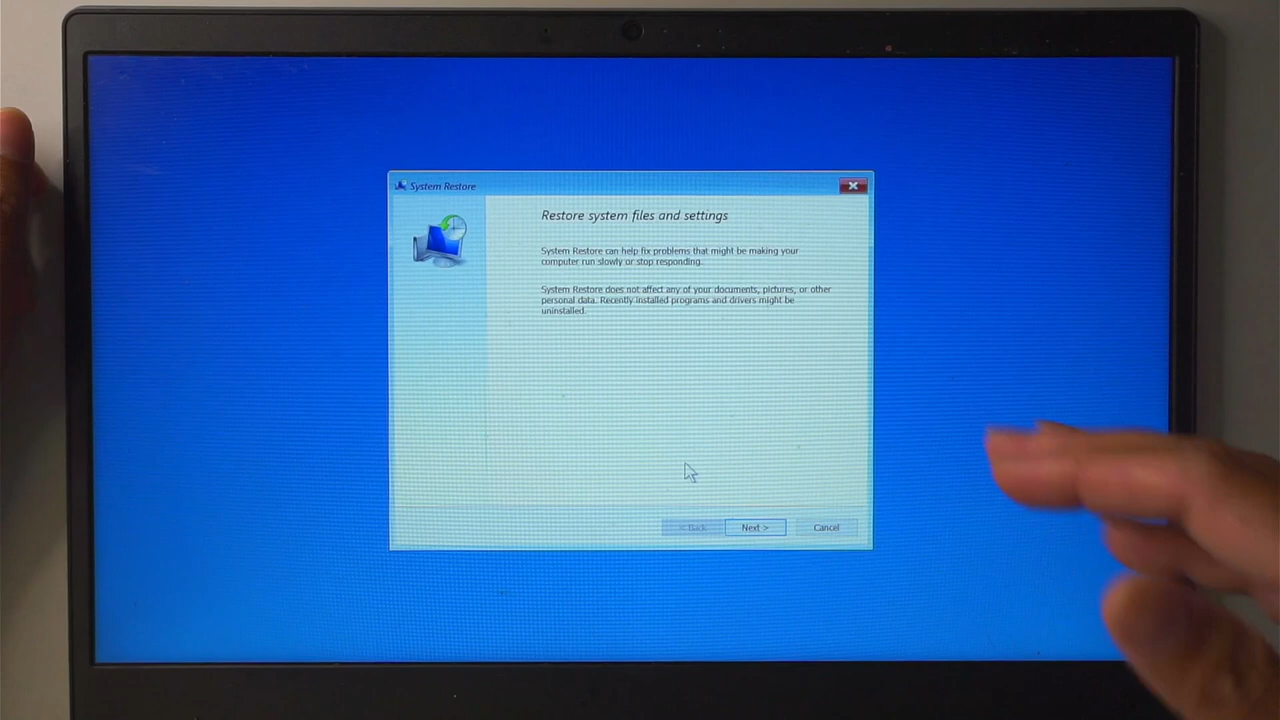 System Restore
Restore system files and settings
System Restore can help fix problems that might be making your
computer run slowly or stop responding.
System Restore does not affect any of your documents, pictures, or other
personal data. Recently installed programs and drivers might be
uninstalled.
< Back
Next >
Cancel